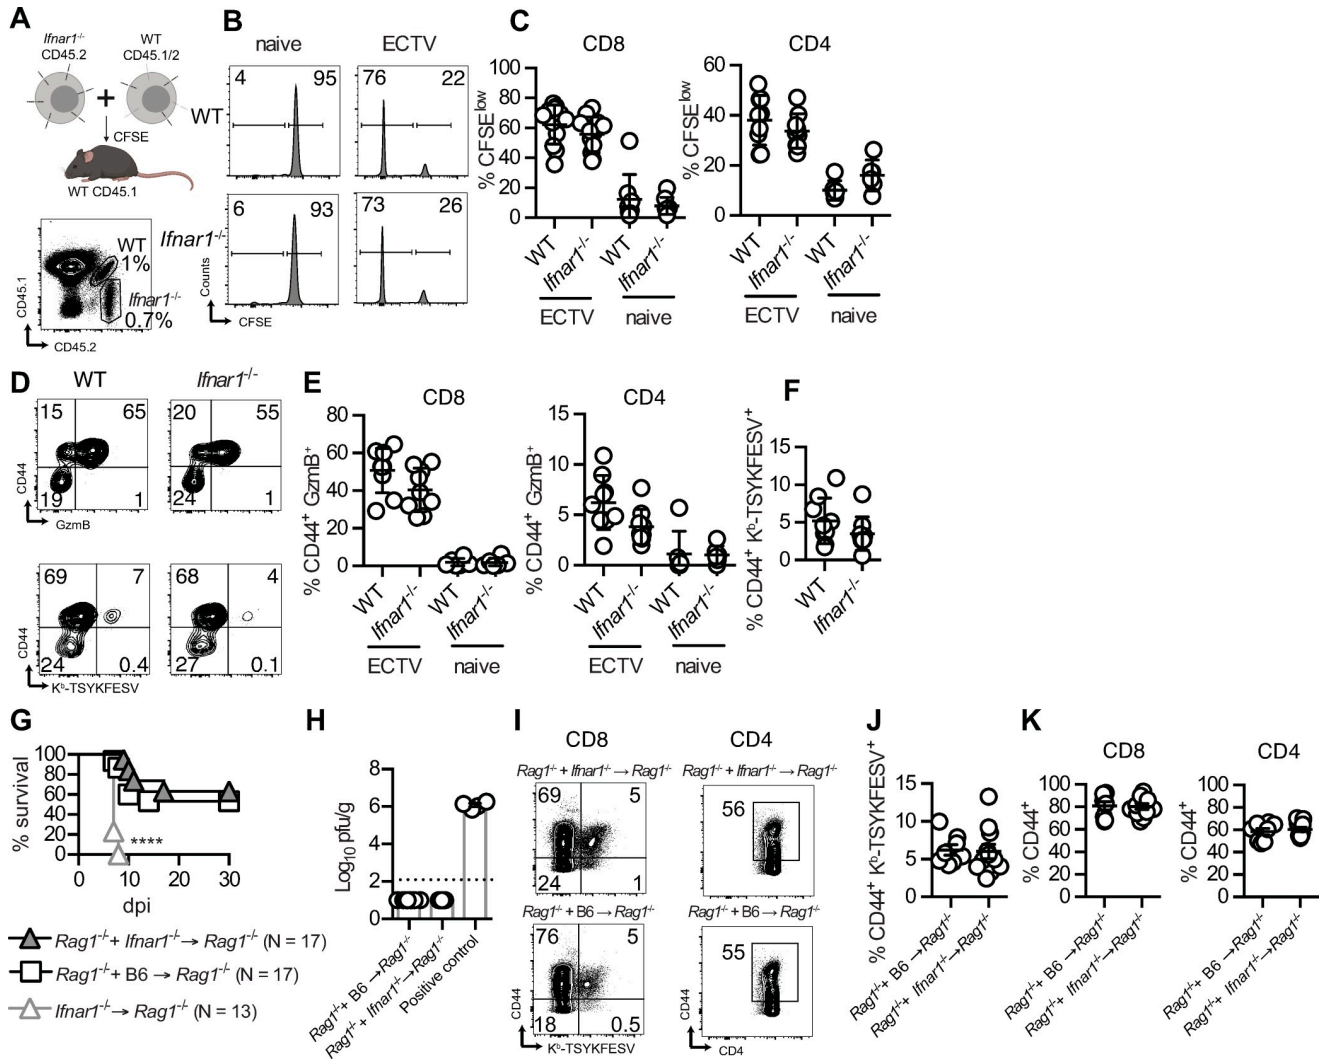 A
Ifnar1-/-
CD45.2
WT
CD45.1/2
+
CFSE
WT CD45.1
WT
1%
Ifnar1-/-
0.7%
CD45.1
CD45.2
B
naive
ECTV
WT
4
95
76
22
Ifnar1-/-
6
93
73
26
Counts
CFSE
C
CD8
% CFSElow
100
80
60
40
20
0
WT
Ifnar1-/-
WT
Ifnar1-/-
ECTV
naive
CD4
% CFSElow
60
40
20
0
WT
Ifnar1-/-
WT
Ifnar1-/-
ECTV
naive
D
WT
Ifnar1-/-
15
65
19
1
20
55
24
1
CD44
GzmB
69
7
24
0.4
68
4
27
0.1
CD44
Kb-TSYKFESV
E
CD8
% CD44+ GzmB+
80
60
40
20
0
WT
Ifnar1-/-
WT
Ifnar1-/-
ECTV
naive
CD4
% CD44+ GzmB+
15
10
5
0
WT
Ifnar1-/-
WT
Ifnar1-/-
ECTV
naive
F
% CD44+ Kb-TSYKFESV+
15
10
5
0
WT
Ifnar1-/-
G
% survival
100
80
60
40
20
0
****
0
10
20
30
dpi
Rag1-/-+ Ifnar1-/-→ Rag1-/- (N = 17)
Rag1-/-+ B6 → Rag1-/- (N = 17)
Ifnar1-/-→ Rag1-/- (N = 13)
H
Log10 pfu/g
8
6
4
2
0
Rag1-/-+ B6 →Rag1-/-
Rag1-/-+ Ifnar1-/-→Rag1-/-
Positive control
I
CD8
CD4
Rag1-/- + Ifnar1-/- → Rag1-/-
Rag1-/- + Ifnar1-/- → Rag1-/-
69
5
24
1
56
Rag1-/- + B6 → Rag1-/-
Rag1-/- + B6 → Rag1-/-
76
5
18
0.5
55
CD44
Kb-TSYKFESV
CD44
CD4
J
% CD44+ Kb-TSYKFESV+
15
10
5
0
Rag1-/-+ B6 →Rag1-/-
Rag1-/-+ Ifnar1-/-→Rag1-/-
K
CD8
% CD44+
100
80
60
40
20
0
Rag1-/-+ B6 →Rag1-/-
Rag1-/-+ Ifnar1-/-→Rag1-/-
CD4
% CD44+
100
80
60
40
20
0
Rag1-/-+ B6 →Rag1-/-
Rag1-/-+ Ifnar1-/-→Rag1-/-